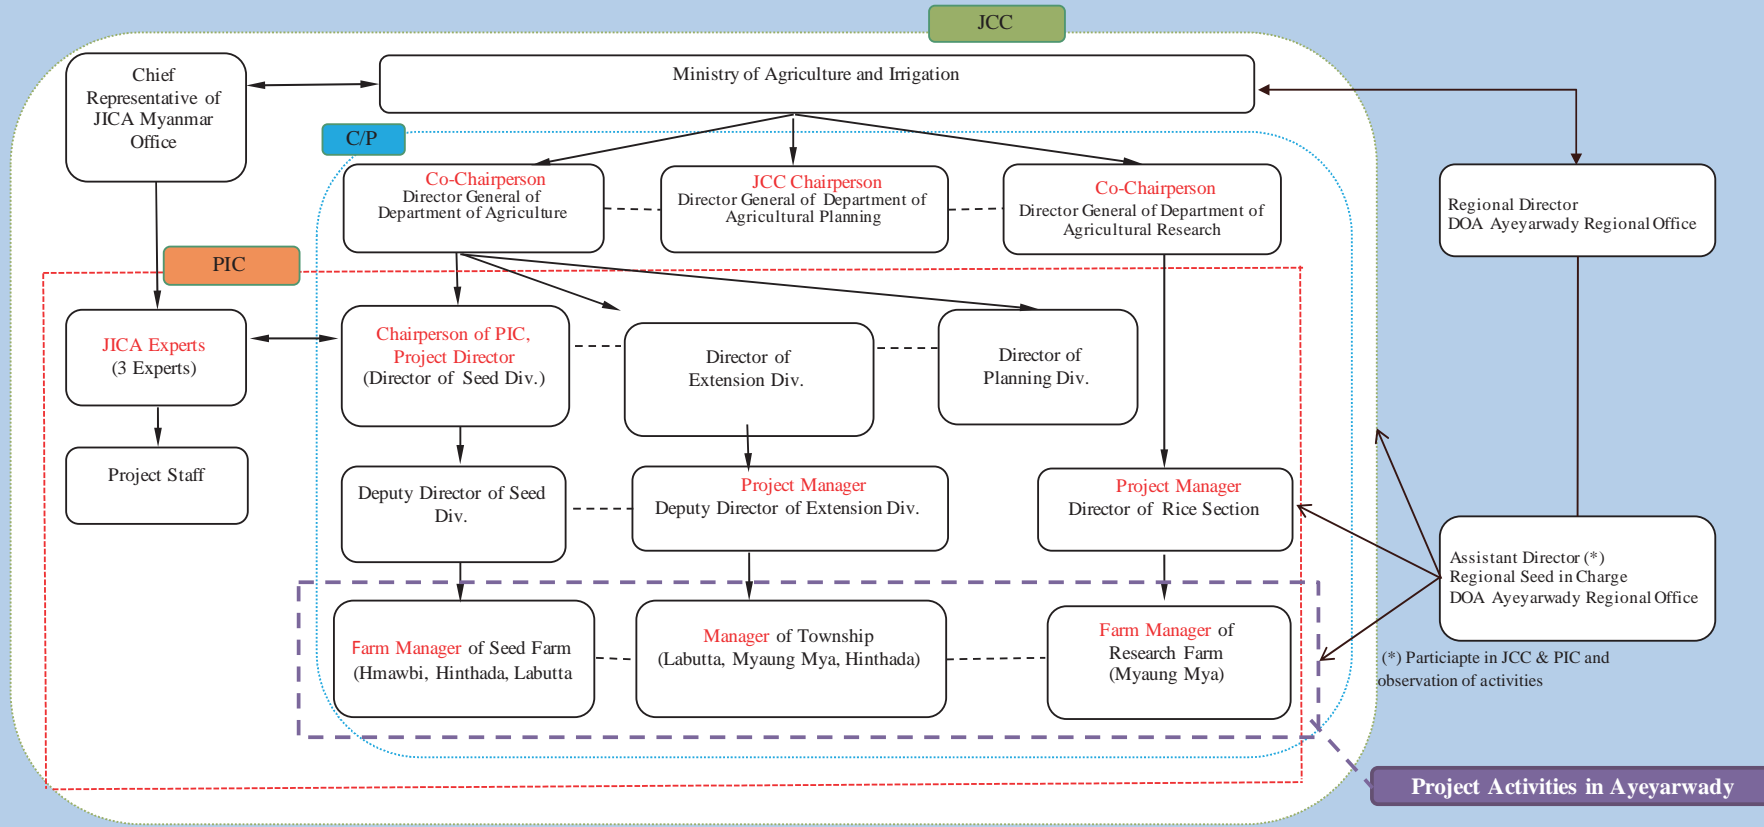 JCC
Chief
Representative of
JICA Myanmar
Office
Ministry of Agriculture and Irrigation
C/P
Co-Chairperson
Director General of
Department of Agriculture
JCC Chairperson
Director General of Department of
Agricultural Planning
Co-Chairperson
Director General of Department of
Agricultural Research
Regional Director
DOA Ayeyarwady Regional Office
PIC
JICA Experts
(3 Experts)
Chairperson of PIC,
Project Director
(Director of Seed Div.)
Director of
Extension Div.
Director of
Planning Div.
Project Staff
Deputy Director of Seed
Div.
Project Manager
Deputy Director of Extension Div.
Project Manager
Director of Rice Section
Assistant Director (*)
Regional Seed in Charge
DOA Ayeyarwady Regional Office
Farm Manager of Seed Farm
(Hmawbi, Hinthada, Labutta
Manager of Township
(Labutta, Myaung Mya, Hinthada)
Farm Manager of
Research Farm
(Myaung Mya)
(*) Particiapte in JCC & PIC and
observation of activities
Project Activities in Ayeyarwady